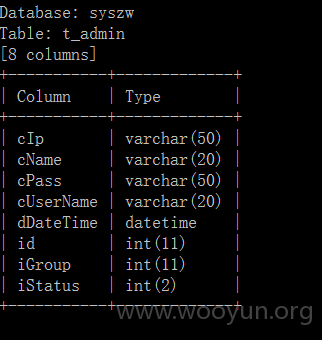 Database: syszw
Table: t_admin
[8 columns]
+-----------+-------------+
| Column | Type |
+-----------+-------------+
| cIp | varchar(50) |
| cName | varchar(20) |
| cPass | varchar(50) |
| cUserName | varchar(20) |
| dDateTime | datetime |
| id | int(11) |
| iGroup | int(11) |
| iStatus | int(2) |
+-----------+-------------+
www.wooyun.org